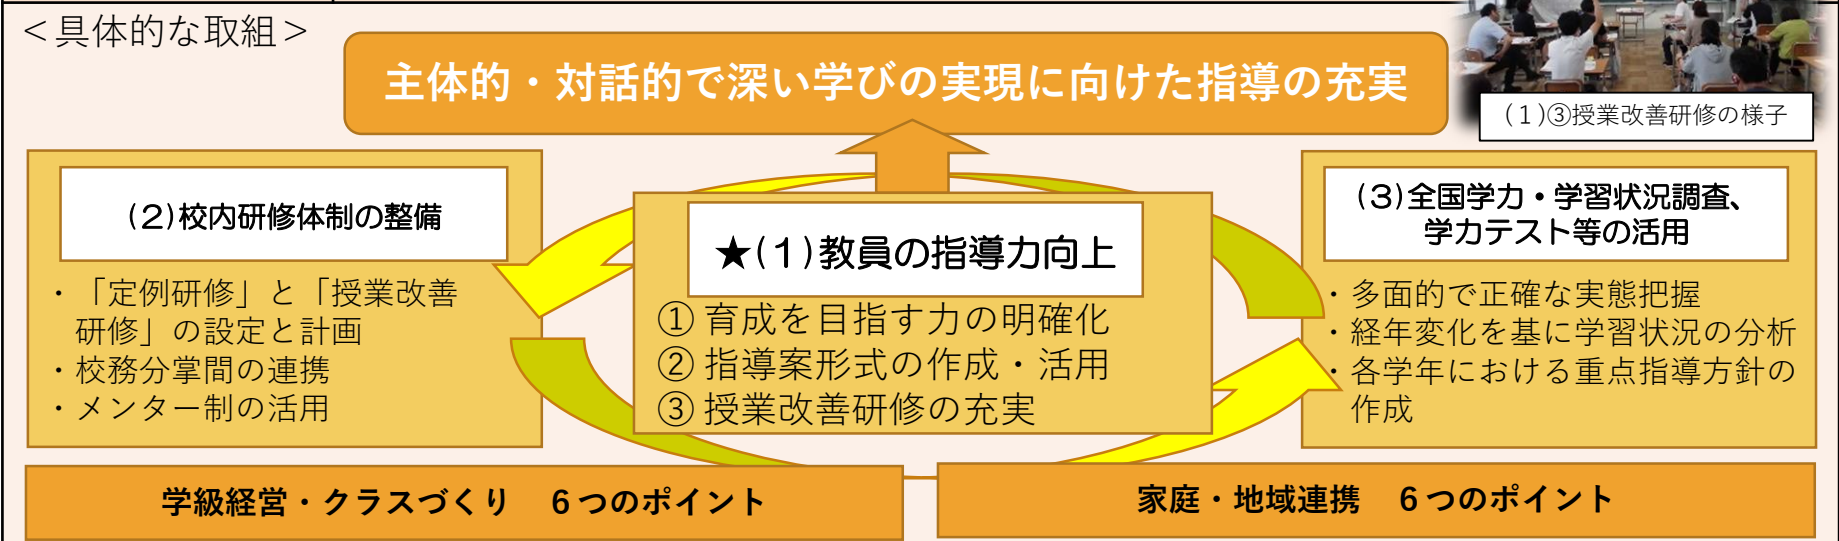 ＜具体的な取組＞
主体的・対話的で深い学びの実現に向けた指導の充実
(１)③授業改善研修の様子
(２)校内研修体制の整備
・「定例研修」と「授業改善
研修」の設定と計画
・校務分掌間の連携
・メンター制の活用
★(１)教員の指導力向上
① 育成を目指す力の明確化
② 指導案形式の作成・活用
③ 授業改善研修の充実
(３)全国学力・学習状況調査、
学力テスト等の活用
・多面的で正確な実態把握
・経年変化を基に学習状況の分析
・各学年における重点指導方針の
作成
学級経営・クラスづくり　６つのポイント
家庭・地域連携　６つのポイント